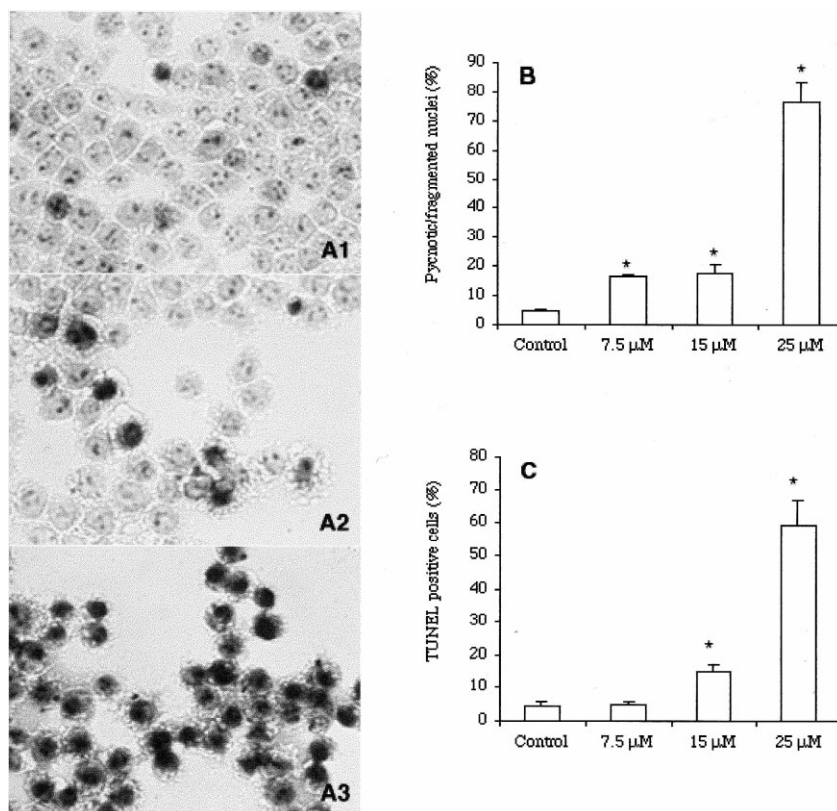 A1
A2
A3
B
Pycnotic/fragmented nuclei (%)
90
80
70
60
50
40
30
20
10
0
*
*
*
Control 7.5 µM 15 µM 25 µM
C
TUNEL positive cells (%)
80
70
60
50
40
30
20
10
0
*
*
Control 7.5 µM 15 µM 25 µM